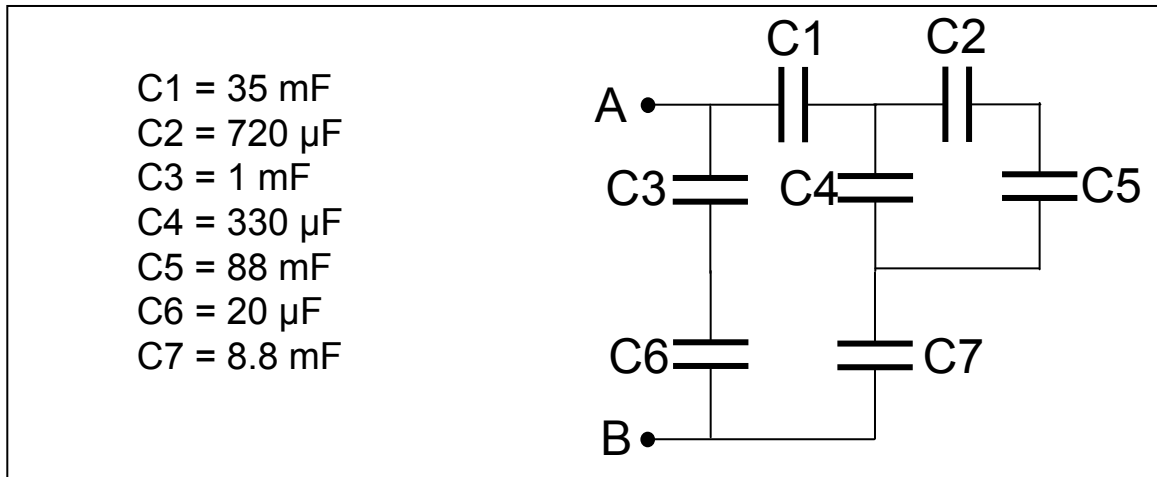 C1 = 35 mF
C2 = 720 µF
C3 = 1 mF
C4 = 330 µF
C5 = 88 mF
C6 = 20 µF
C7 = 8.8 mF
C1
C2
A
C3
C4
C5
C6
C7
B